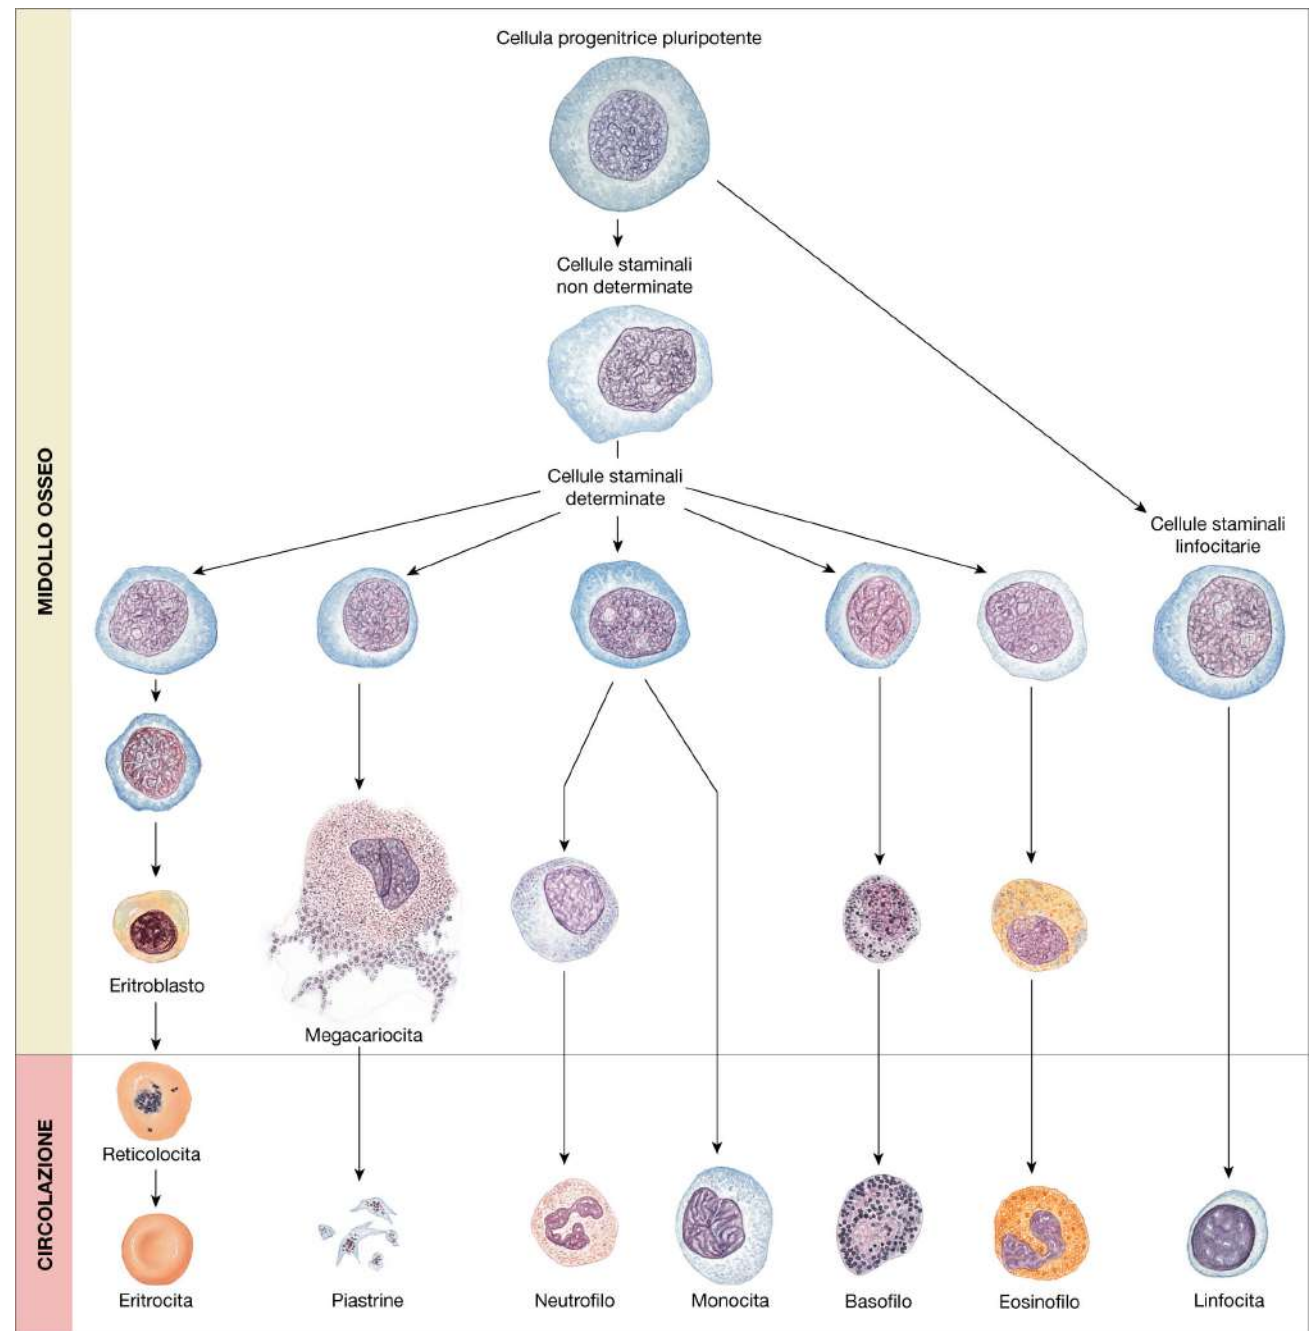 Cellula progenitrice pluripotente
Cellule staminali
non determinate
Cellule staminali
determinate
Cellule staminali
linfocitarie
MIDOLLO OSSEO
Eritroblasto
Megacariocita
CIRCOLAZIONE
Reticolocita
Eritrocita
Piastrine
Neutrofilo
Monocita
Basofilo
Eosinofilo
Linfocita